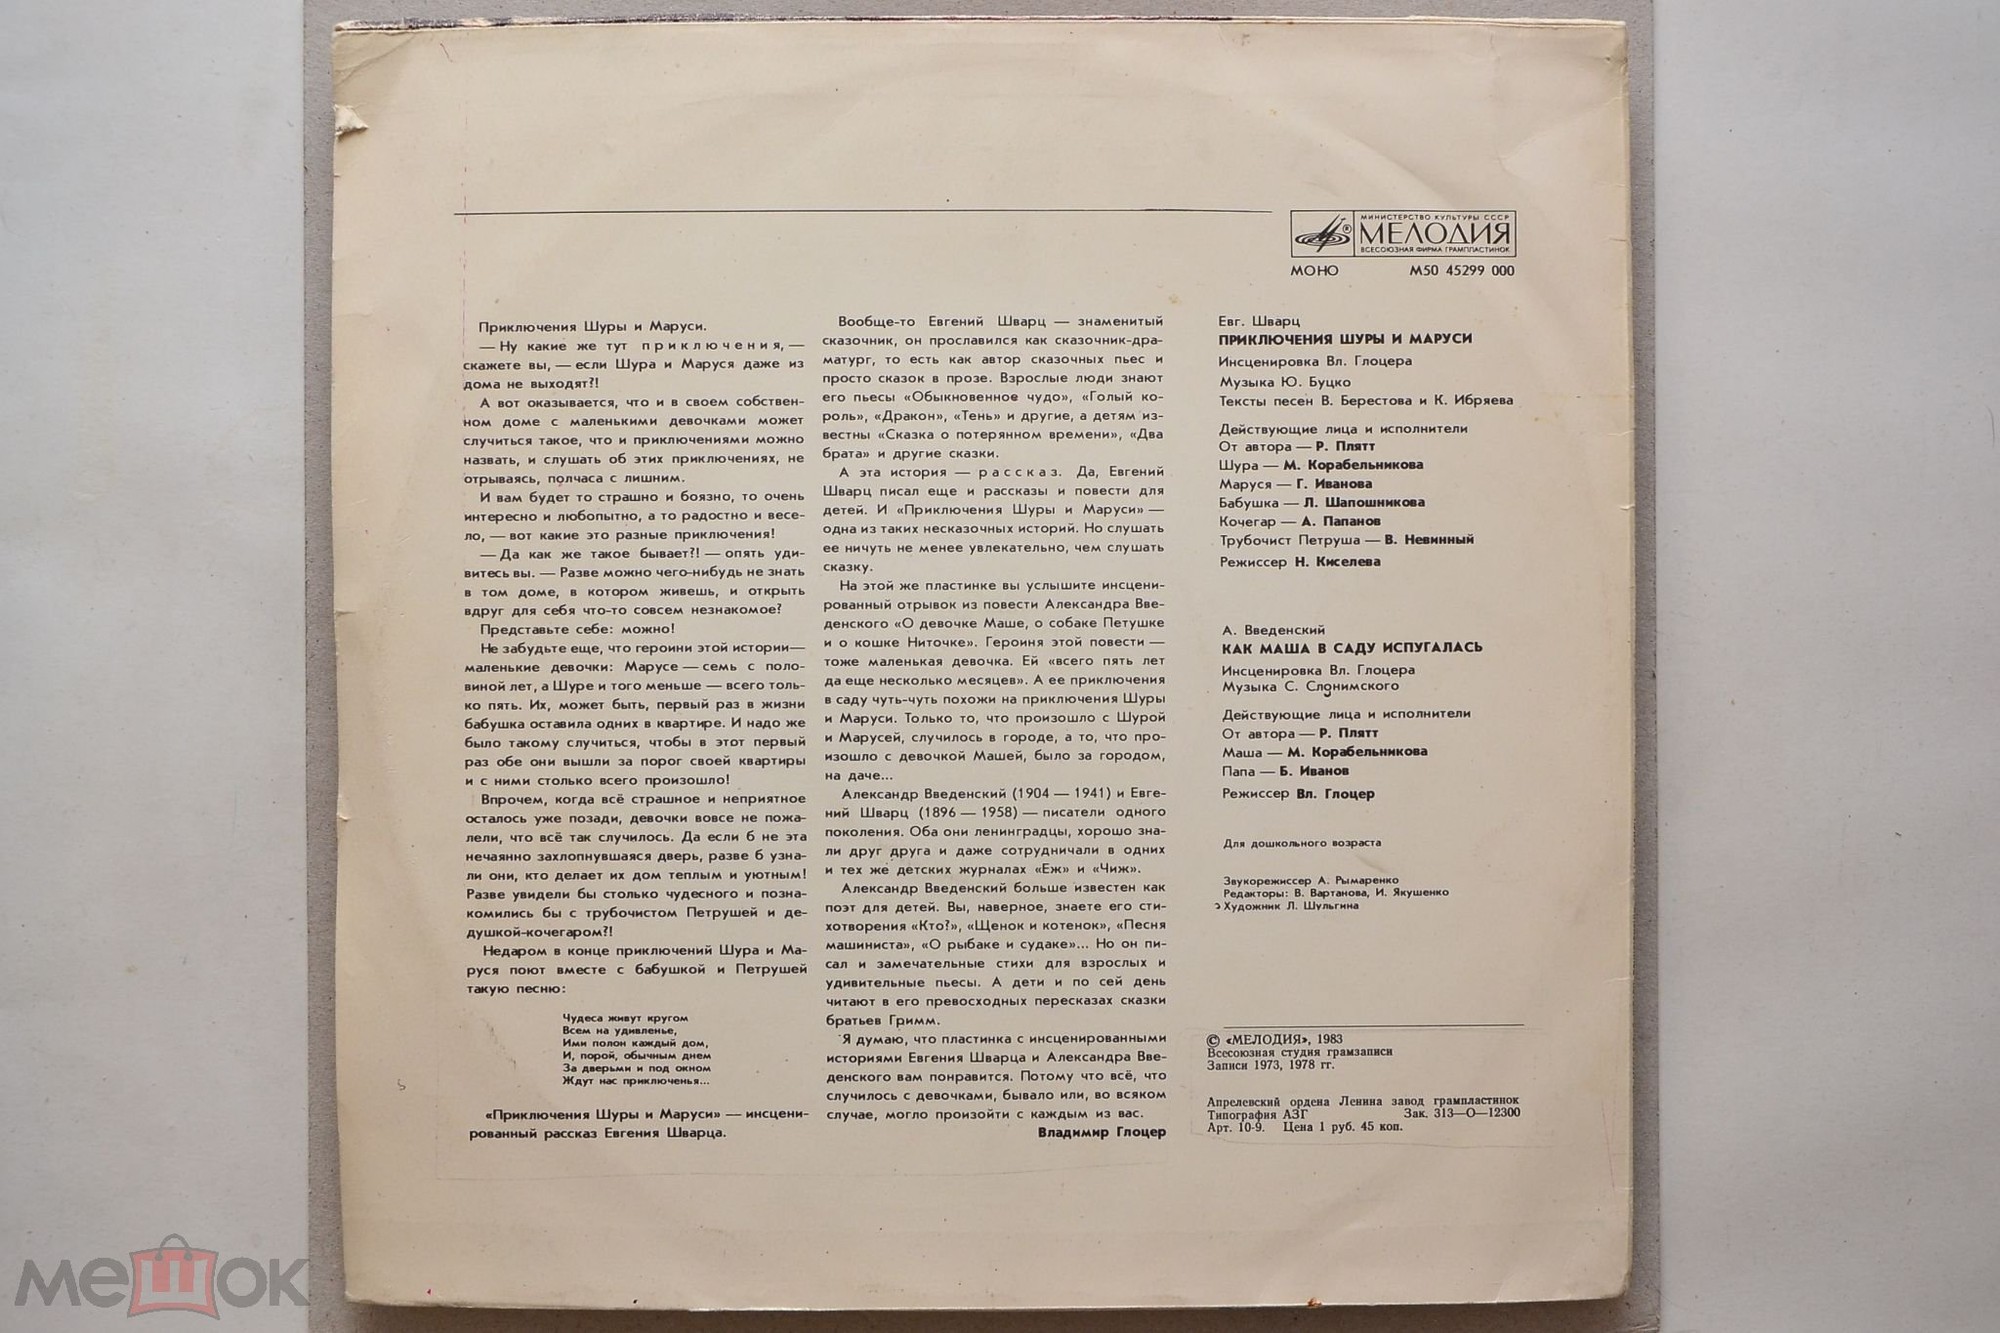 МИНИСТЕРСТВО КУЛЬТУРЫ СССР
МЕЛОДИЯ
ВСЕСОЮЗНАЯ ФИРМА ГРАМПЛАСТИНОК
МОНО М50 45299 000
Приключения Шуры и Маруси.
— Ну какие же тут приключения, —
скажете вы, — если Шура и Маруся даже из
дома не выходят?!
А вот оказывается, что и в своем собствен-
ном доме с маленькими девочками может
случиться такое, что и приключениями можно
назвать, и слушать об этих приключениях, не
отрываясь, полчаса с лишним.
И вам будет то страшно и боязно, то очень
интересно и любопытно, а то радостно и весе-
ло, — вот какие это разные приключения!
— Да как же такое бывает?! — опять уди-
витесь вы. — Разве можно чего-нибудь не знать
в том доме, в котором живешь, и открыть
вдруг для себя что-то совсем незнакомое?
Представьте себе: можно!
Не забудьте еще, что героини этой истории—
маленькие девочки: Марусе — семь с поло-
виной лет, а Шуре и того меньше — всего толь-
ко пять. Их, может быть, первый раз в жизни
бабушка оставила одних в квартире. И надо же
было такому случиться, чтобы в этот первый
раз обе они вышли за порог своей квартиры
и с ними столько всего произошло!
Впрочем, когда всё страшное и неприятное
осталось уже позади, девочки вовсе не пожа-
лели, что всё так случилось. Да если б не эта
нечаянно захлопнувшаяся дверь, разве б узна-
ли они, кто делает их дом теплым и уютным!
Разве увидели бы столько чудесного и позна-
комились бы с трубочистом Петрушей и де-
душкой-кочегаром?!
Недаром в конце приключений Шура и Ма-
руся поют вместе с бабушкой и Петрушей
такую песню:
Чудеса живут кругом
Всем на удивленье,
Ими полон каждый дом,
И, порой, обычным днем
За дверьми и под окном
Ждут нас приключенья...
«Приключения Шуры и Маруси» — инсцени-
рованный рассказ Евгения Шварца.
Вообще-то Евгений Шварц — знаменитый
сказочник, он прославился как сказочник-дра-
матург, то есть как автор сказочных пьес и
просто сказок в прозе. Взрослые люди знают
его пьесы «Обыкновенное чудо», «Голый ко-
роль», «Дракон», «Тень» и другие, а детям из-
вестны «Сказка о потерянном времени», «Два
брата» и другие сказки.
А эта история — рассказ. Да, Евгений
Шварц писал еще и рассказы и повести для
детей. И «Приключения Шуры и Маруси» —
одна из таких несказочных историй. Но слушать
ее ничуть не менее увлекательно, чем слушать
сказку.
На этой же пластинке вы услышите инсцени-
рованный отрывок из повести Александра Вве-
денского «О девочке Маше, о собаке Петушке
и о кошке Ниточке». Героиня этой повести —
тоже маленькая девочка. Ей «всего пять лет
да еще несколько месяцев». А ее приключения
в саду чуть-чуть похожи на приключения Шуры
и Маруси. Только то, что произошло с Шурой
и Марусей, случилось в городе, а то, что про-
изошло с девочкой Машей, было за городом,
на даче...
Александр Введенский (1904 — 1941) и Евге-
ний Шварц (1896 — 1958) — писатели одного
поколения. Оба они ленинградцы, хорошо зна-
ли друг друга и даже сотрудничали в одних
и тех же детских журналах «Еж» и «Чиж».
Александр Введенский больше известен как
поэт для детей. Вы, наверное, знаете его сти-
хотворения «Кто?», «Щенок и котенок», «Песня
машиниста», «О рыбаке и судаке»... Но он пи-
сал и замечательные стихи для взрослых и
удивительные пьесы. А дети и по сей день
читают в его превосходных пересказах сказки
братьев Гримм.
Я думаю, что пластинка с инсценированными
историями Евгения Шварца и Александра Вве-
денского вам понравится. Потому что всё, что
случилось с девочками, бывало или, во всяком
случае, могло произойти с каждым из вас.
Владимир Глоцер
Евг. Шварц
ПРИКЛЮЧЕНИЯ ШУРЫ И МАРУСИ
Инсценировка Вл. Глоцера
Музыка Ю. Буцко
Тексты песен В. Берестова и К. Ибряева
Действующие лица и исполнители
От автора — Р. Плятт
Шура — М. Корабельникова
Маруся — Г. Иванова
Бабушка — Л. Шапошникова
Кочегар — А. Папанов
Трубочист Петруша — В. Невинный
Режиссер Н. Киселева
А. Введенский
КАК МАША В САДУ ИСПУГАЛАСЬ
Инсценировка Вл. Глоцера
Музыка С. Слонимского
Действующие лица и исполнители
От автора — Р. Плятт
Маша — М. Корабельникова
Папа — Б. Иванов
Режиссер Вл. Глоцер
Для дошкольного возраста
Звукорежиссер А. Рымаренко
Редакторы: В. Вартанова, И. Якушенко
Художник Л. Шульгина
© «МЕЛОДИЯ», 1983
Всесоюзная студия грамзаписи
Записи 1973, 1978 гг.
Апрелевский ордена Ленина завод грампластинок
Типография АЗГ Зак. 313—О—12300
Арт. 10-9. Цена 1 руб. 45 коп.
мешок